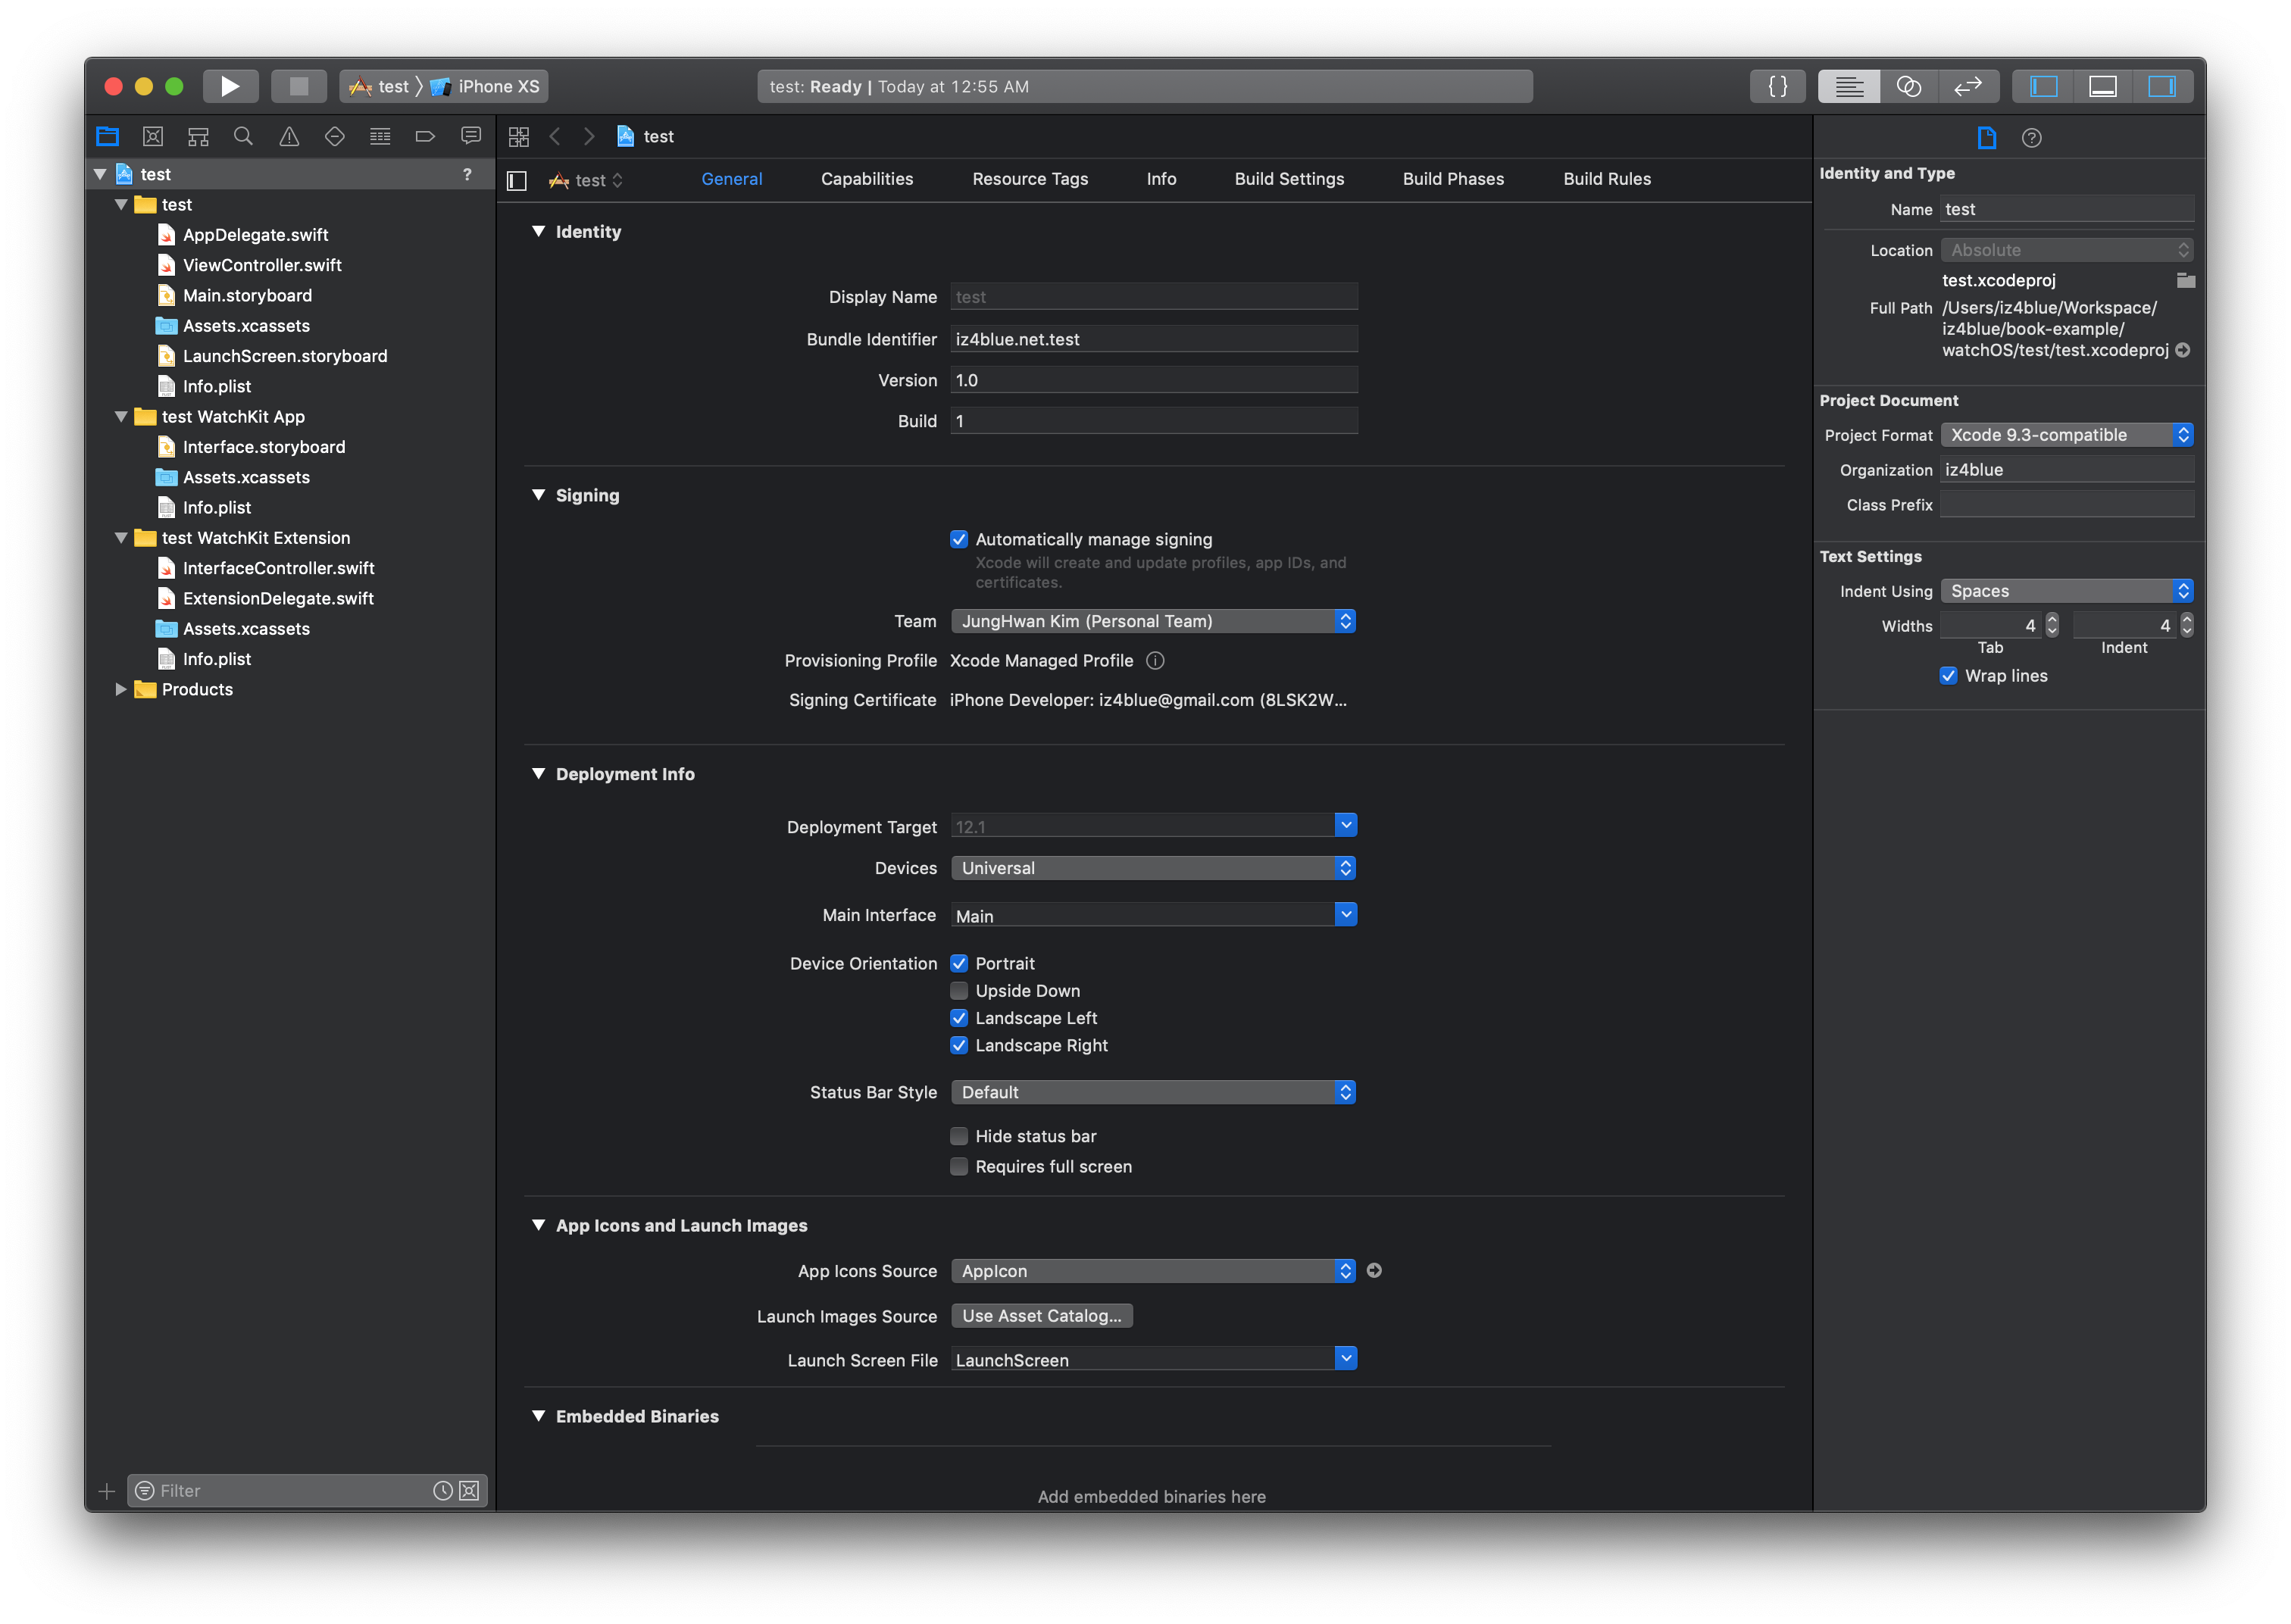 test 〉 iPhone XS
test: Ready | Today at 12:55 AM
{ }
test
test ?
test
AppDelegate.swift
ViewController.swift
Main.storyboard
Assets.xcassets
LaunchScreen.storyboard
Info.plist
test WatchKit App
Interface.storyboard
Assets.xcassets
Info.plist
test WatchKit Extension
InterfaceController.swift
ExtensionDelegate.swift
Assets.xcassets
Info.plist
Products
Filter
test General Capabilities Resource Tags Info Build Settings Build Phases Build Rules
Identity
Display Name test
Bundle Identifier iz4blue.net.test
Version 1.0
Build 1
Signing
Automatically manage signing
Xcode will create and update profiles, app IDs, and
certificates.
Team JungHwan Kim (Personal Team)
Provisioning Profile Xcode Managed Profile
Signing Certificate iPhone Developer: iz4blue@gmail.com (8LSK2W...
Deployment Info
Deployment Target 12.1
Devices Universal
Main Interface Main
Device Orientation Portrait
Upside Down
Landscape Left
Landscape Right
Status Bar Style Default
Hide status bar
Requires full screen
App Icons and Launch Images
App Icons Source AppIcon
Launch Images Source Use Asset Catalog...
Launch Screen File LaunchScreen
Embedded Binaries
Add embedded binaries here
Identity and Type
Name test
Location Absolute
test.xcodeproj
Full Path /Users/iz4blue/Workspace/
iz4blue/book-example/
watchOS/test/test.xcodeproj
Project Document
Project Format Xcode 9.3-compatible
Organization iz4blue
Class Prefix
Text Settings
Indent Using Spaces
Widths 4 4
Tab Indent
Wrap lines